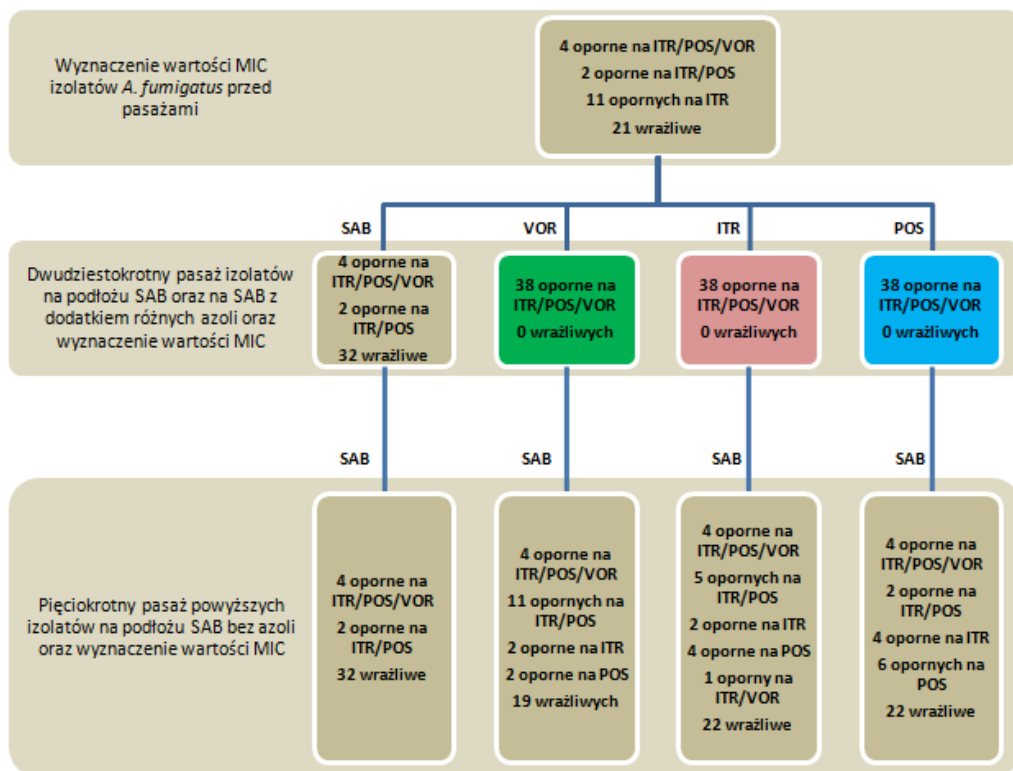 Wyznaczenie wartości MIC
izolatów A. fumigatus przed
pasażami
4 oporne na ITR/POS/VOR
2 oporne na ITR/POS
11 opornych na ITR
21 wrażliwe
SAB
VOR
ITR
POS
Dwudziestokrotny pasaż izolatów
na podłożu SAB oraz na SAB z
dodatkiem różnych azoli oraz
wyznaczenie wartości MIC
4 oporne na
ITR/POS/VOR
2 oporne na
ITR/POS
32 wrażliwe
38 oporne na
ITR/POS/VOR
0 wrażliwych
38 oporne na
ITR/POS/VOR
0 wrażliwych
38 oporne na
ITR/POS/VOR
0 wrażliwych
SAB
SAB
SAB
SAB
Pięciokrotny pasaż powyższych
izolatów na podłożu SAB bez azoli
oraz wyznaczenie wartości MIC
4 oporne na
ITR/POS/VOR
2 oporne na
ITR/POS
32 wrażliwe
4 oporne na
ITR/POS/VOR
11 opornych na
ITR/POS
2 oporne na ITR
2 oporne na POS
19 wrażliwych
4 oporne na
ITR/POS/VOR
5 opornych na
ITR/POS
2 oporne na ITR
4 oporne na POS
1 oporny na
ITR/VOR
22 wrażliwe
4 oporne na
ITR/POS/VOR
2 oporne na
ITR/POS
4 oporne na ITR
6 opornych na
POS
22 wrażliwe